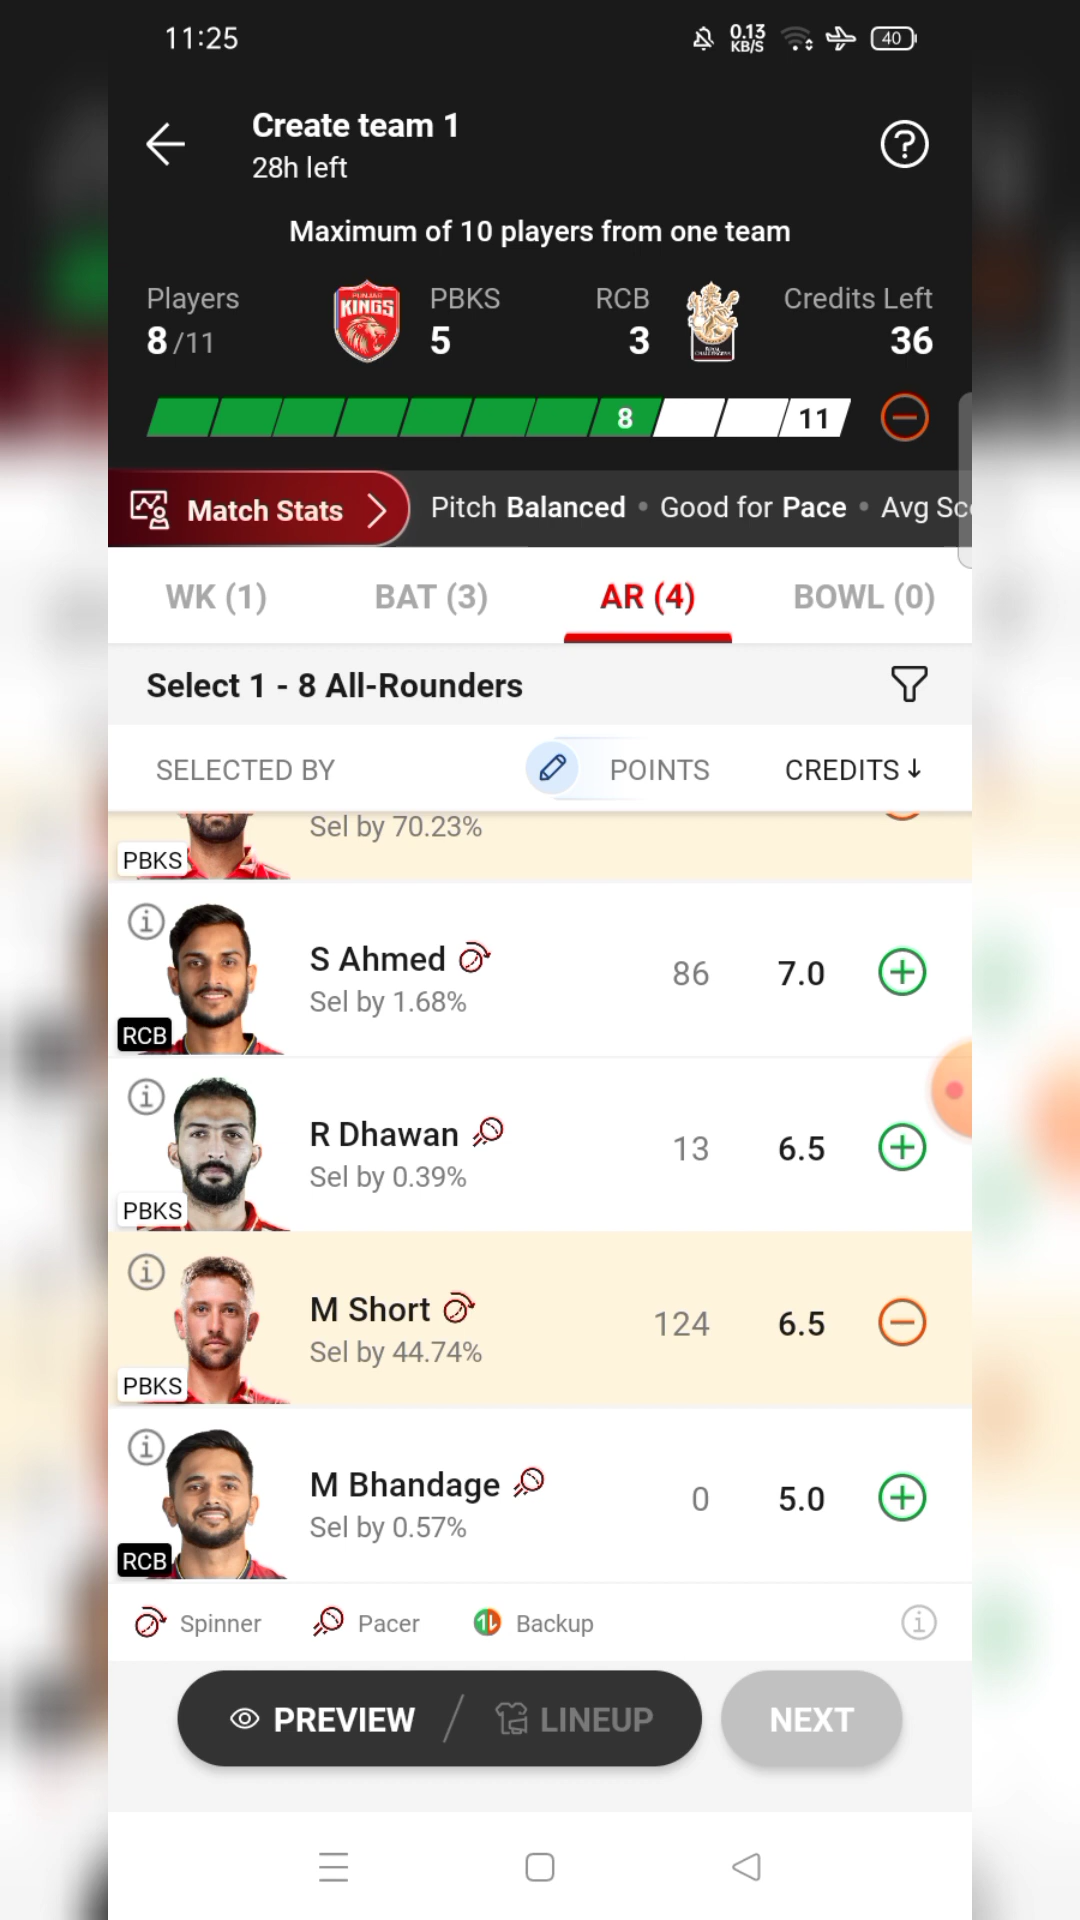 11:25
0.13
KB/S
40
Create team 1
28h left
Maximum of 10 players from one team
Players
8/11
PUNJAB
KINGS
PBKS
5
RCB
3
Credits Left
36
8
11
Match Stats
Pitch Balanced • Good for Pace • Avg Sc
WK (1)
BAT (3)
AR (4)
BOWL (0)
Select 1 - 8 All-Rounders
SELECTED BY
POINTS
CREDITS ↓
Sel by 70.23%
PBKS
S Ahmed
Sel by 1.68%
86
7.0
RCB
R Dhawan
Sel by 0.39%
13
6.5
PBKS
M Short
Sel by 44.74%
124
6.5
PBKS
M Bhandage
Sel by 0.57%
0
5.0
RCB
Spinner
Pacer
Backup
PREVIEW / LINEUP
NEXT